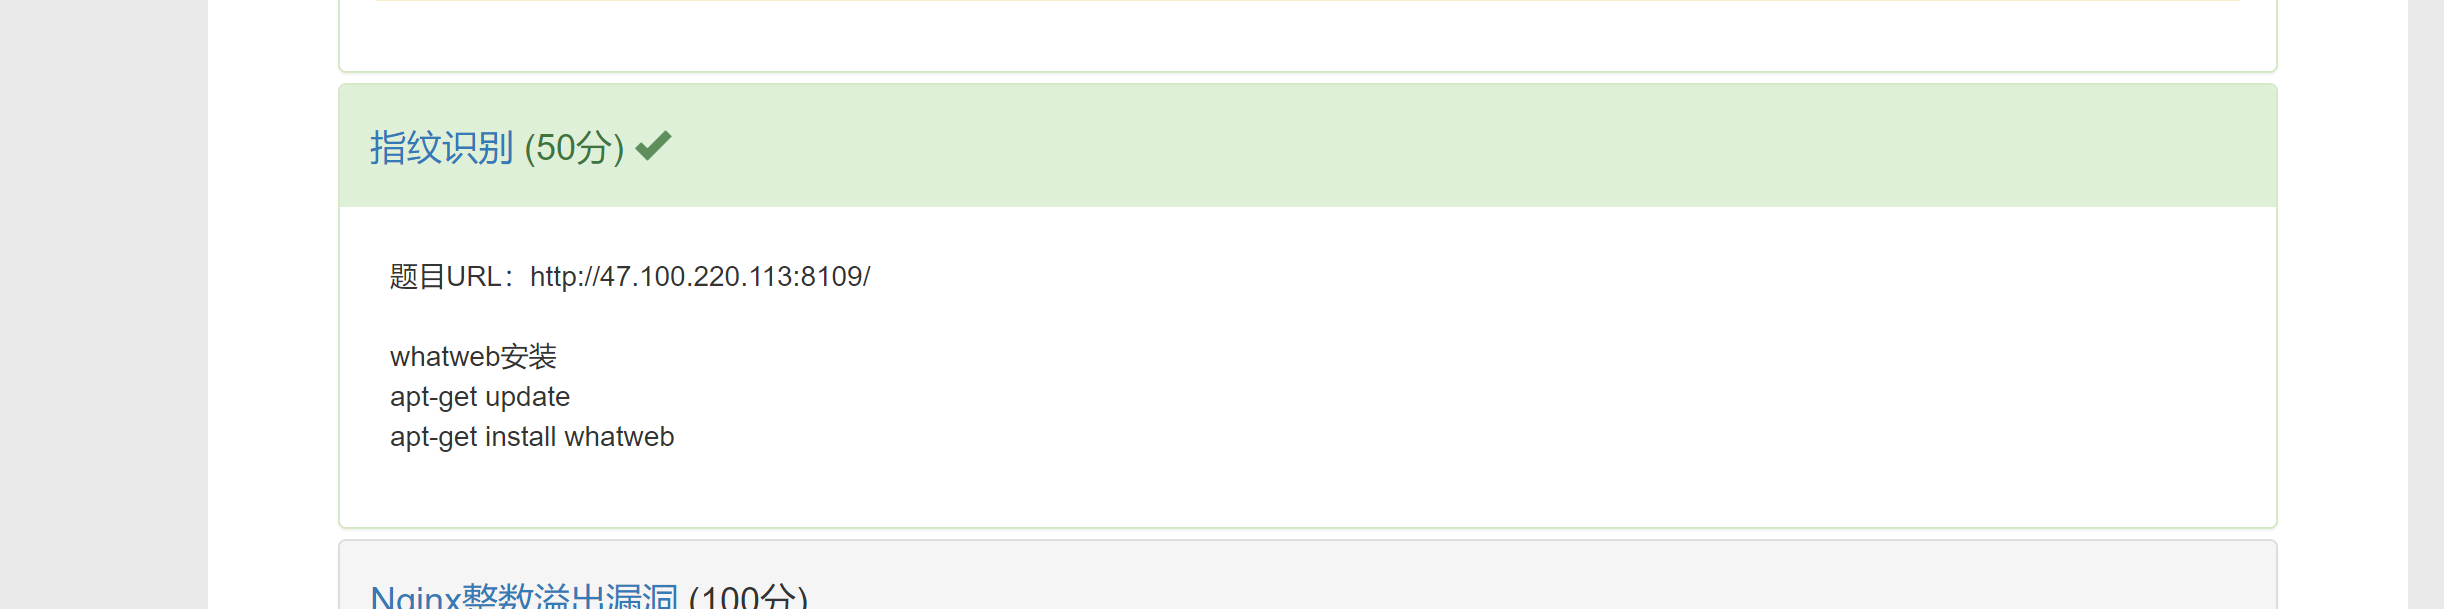 指纹识别 (50分)
题目URL：http://47.100.220.113:8109/
whatweb安装
apt-get update
apt-get install whatweb
Nginx整数溢出漏洞 (100分)